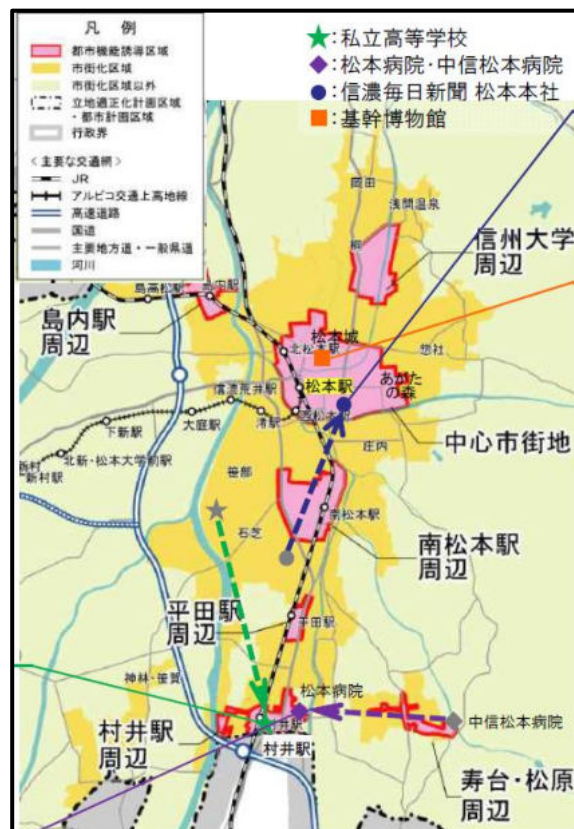 凡 例
都市機能誘導区域
市街化区域
市街化区域以外
立地適正化計画区域
・都市計画区域
行政界
<主要な交通網>
JR
アルピコ交通上高地線
高速道路
国道
主要地方道・一般県道
河川
★:私立高等学校
◆:松本病院・中信松本病院
●:信濃毎日新聞 松本本社
■:基幹博物館
岡田
浅間温泉
信州大学
周辺
島高松駅
島内駅
周辺
松本城
北松本駅
惣社
松本駅
あがた
の森
信濃荒井駅
渚駅
西松本駅
大庭駅
下新駅
北新・松本大学前駅
新村駅
中心市街地
庄内
笹部
石芝
南松本駅
南松本駅
周辺
平田駅
周辺
平田駅
神林・笹賀
松本病院
村井駅
周辺
村井駅
中信松本病院
寿台・松原
周辺